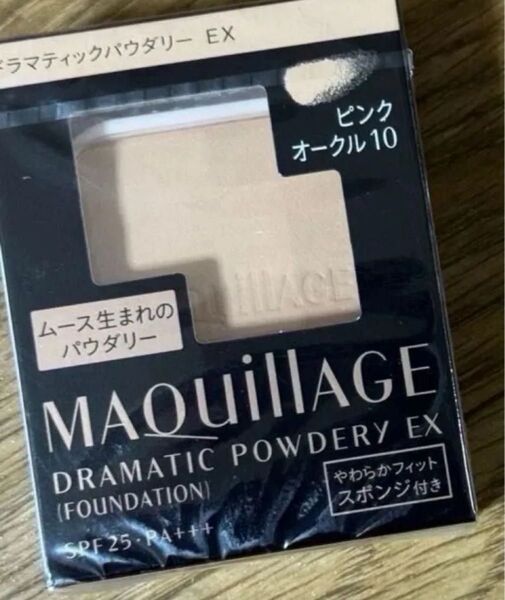 ドラマティックパウダリー EX
ピンク
オークル10
QuillAGE
ムース生まれの
パウダリー
MAQuillAGE
DRAMATIC POWDERY EX
(FOUNDATION)
やわらかフィット
スポンジ付き
SPF25・PA+++